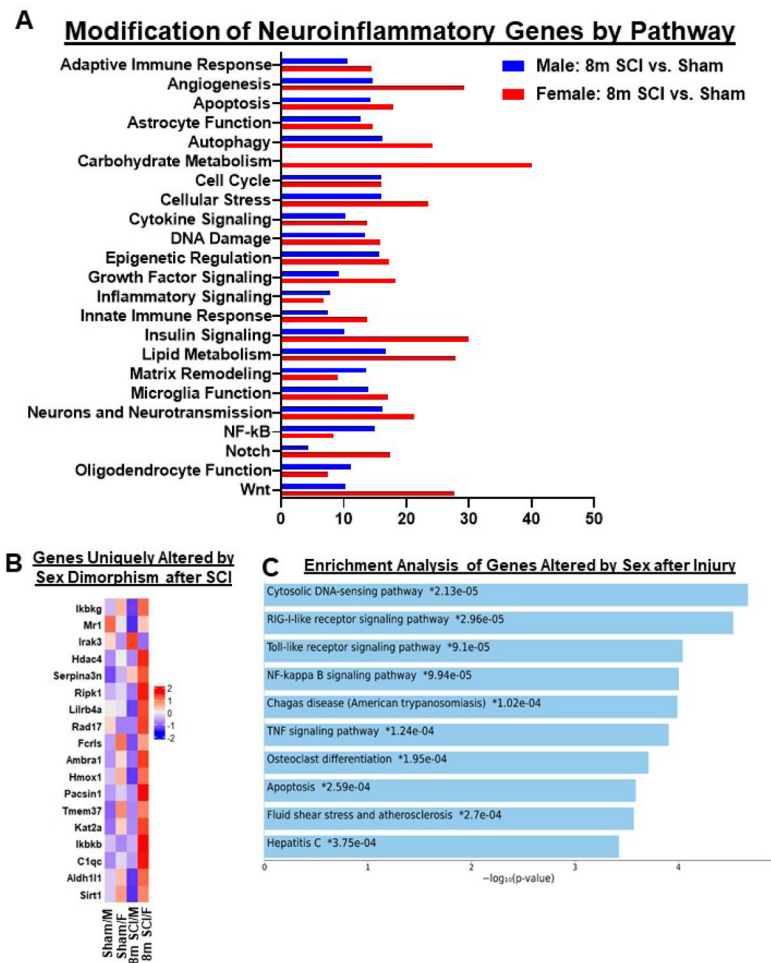 A
Modification of Neuroinflammatory Genes by Pathway
Male: 8m SCI vs. Sham
Female: 8m SCI vs. Sham
Adaptive Immune Response
Angiogenesis
Apoptosis
Astrocyte Function
Autophagy
Carbohydrate Metabolism
Cell Cycle
Cellular Stress
Cytokine Signaling
DNA Damage
Epigenetic Regulation
Growth Factor Signaling
Inflammatory Signaling
Innate Immune Response
Insulin Signaling
Lipid Metabolism
Matrix Remodeling
Microglia Function
Neurons and Neurotransmission
NF-kB
Notch
Oligodendrocyte Function
Wnt
0 10 20 30 40 50
B
Genes Uniquely Altered by
Sex Dimorphism after SCI
Ikbkg
Mr1
Irak3
Hdac4
Serpina3n
Ripk1
Lilrb4a
Rad17
Fcrls
Ambra1
Hmox1
Pacsin1
Tmem37
Kat2a
Ikbkb
C1qc
Aldh1l1
Sirt1
2
1
0
-1
-2
Sham/M
Sham/F
8m SCI/M
8m SCI/F
C
Enrichment Analysis of Genes Altered by Sex after Injury
Cytosolic DNA-sensing pathway *2.13e-05
RIG-I-like receptor signaling pathway *2.96e-05
Toll-like receptor signaling pathway *9.1e-05
NF-kappa B signaling pathway *9.94e-05
Chagas disease (American trypanosomiasis) *1.02e-04
TNF signaling pathway *1.24e-04
Osteoclast differentiation *1.95e-04
Apoptosis *2.59e-04
Fluid shear stress and atherosclerosis *2.7e-04
Hepatitis C *3.75e-04
0 1 2 3 4
−log₁₀(p-value)